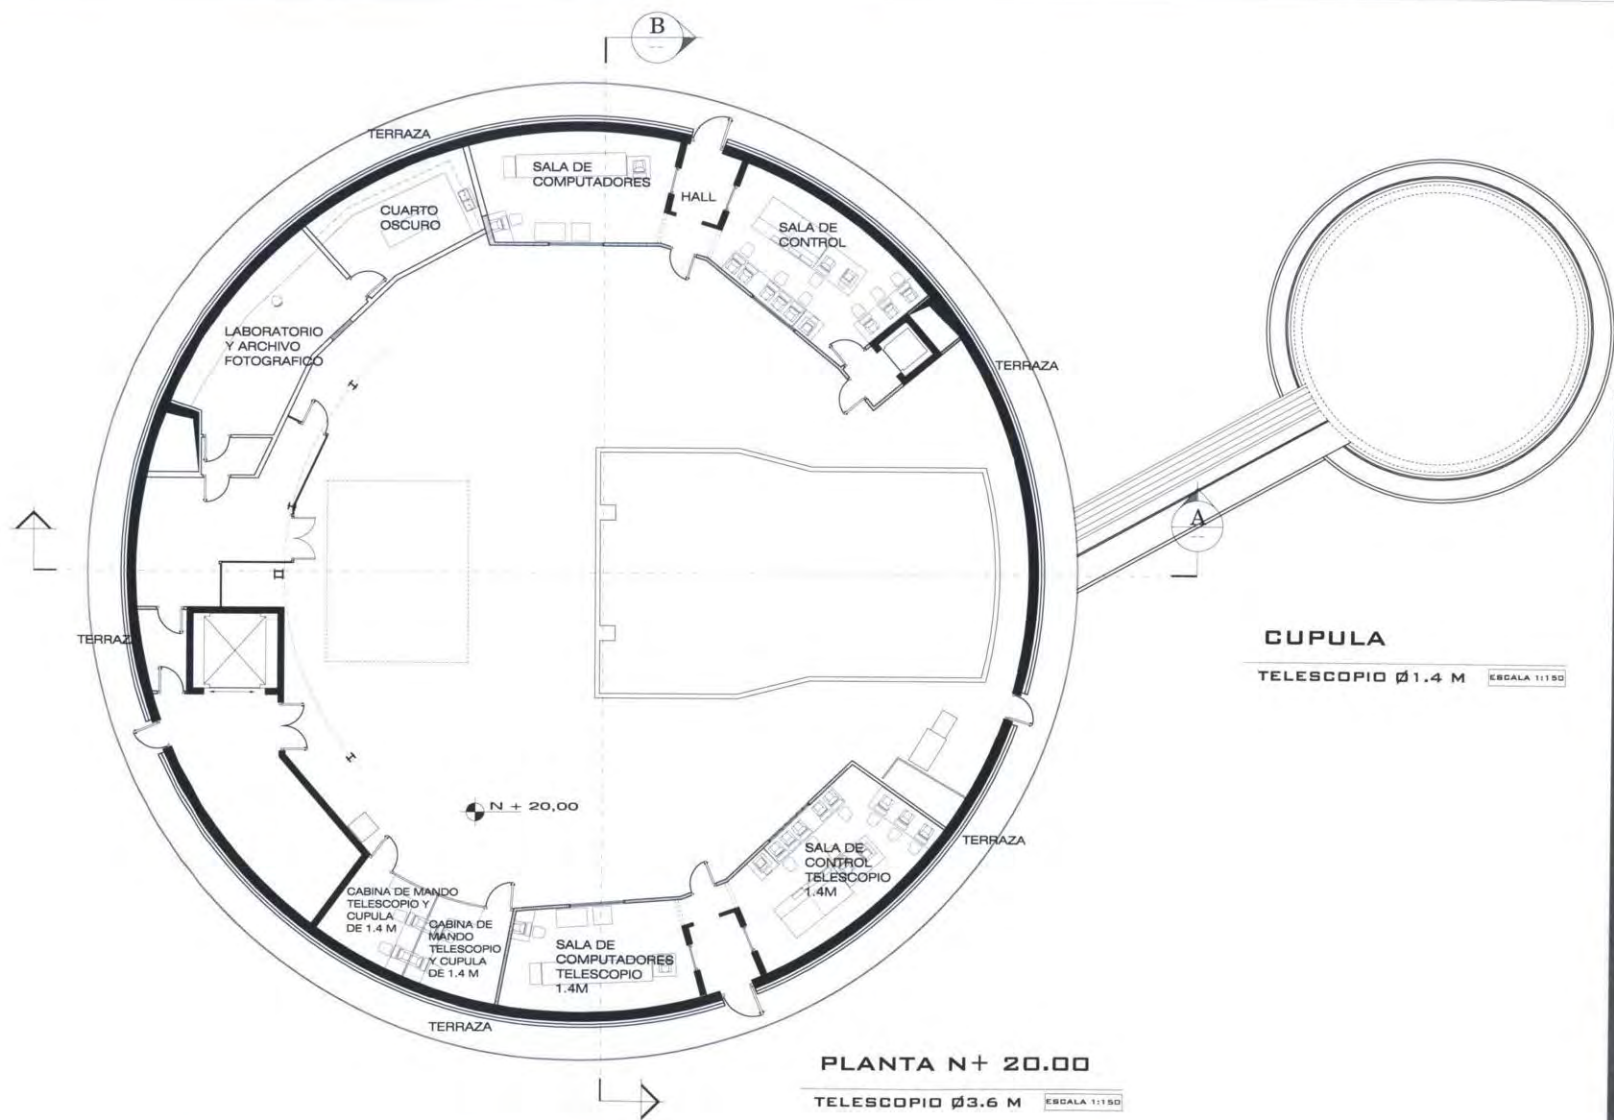 B
TERRAZA
SALA DE
COMPUTADORES
HALL
CUARTO
OSCURO
SALA DE
CONTROL
LABORATORIO
Y ARCHIVO
FOTOGRAFICO
TERRAZA
A
TERRAZA
CUPULA
TELESCOPIO Ø1.4 M
ESCALA 1:150
N + 20,00
TERRAZA
SALA DE
CONTROL
TELESCOPIO
1.4M
CABINA DE MANDO
TELESCOPIO Y
CUPULA
DE 1.4 M
CABINA DE
MANDO
TELESCOPIO
Y CUPULA
DE 1.4 M
SALA DE
COMPUTADORES
TELESCOPIO
1.4M
TERRAZA
PLANTA N+ 20.00
TELESCOPIO Ø3.6 M
ESCALA 1:150